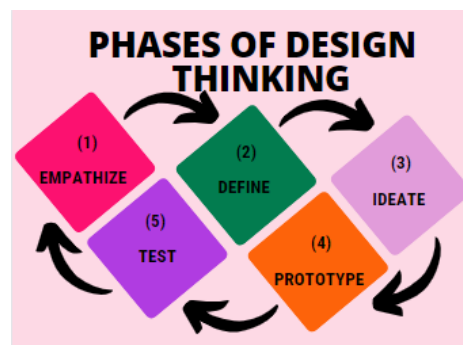 PHASES OF DESIGN
THINKING
(1)
EMPATHIZE
(2)
DEFINE
(3)
IDEATE
(4)
PROTOTYPE
(5)
TEST